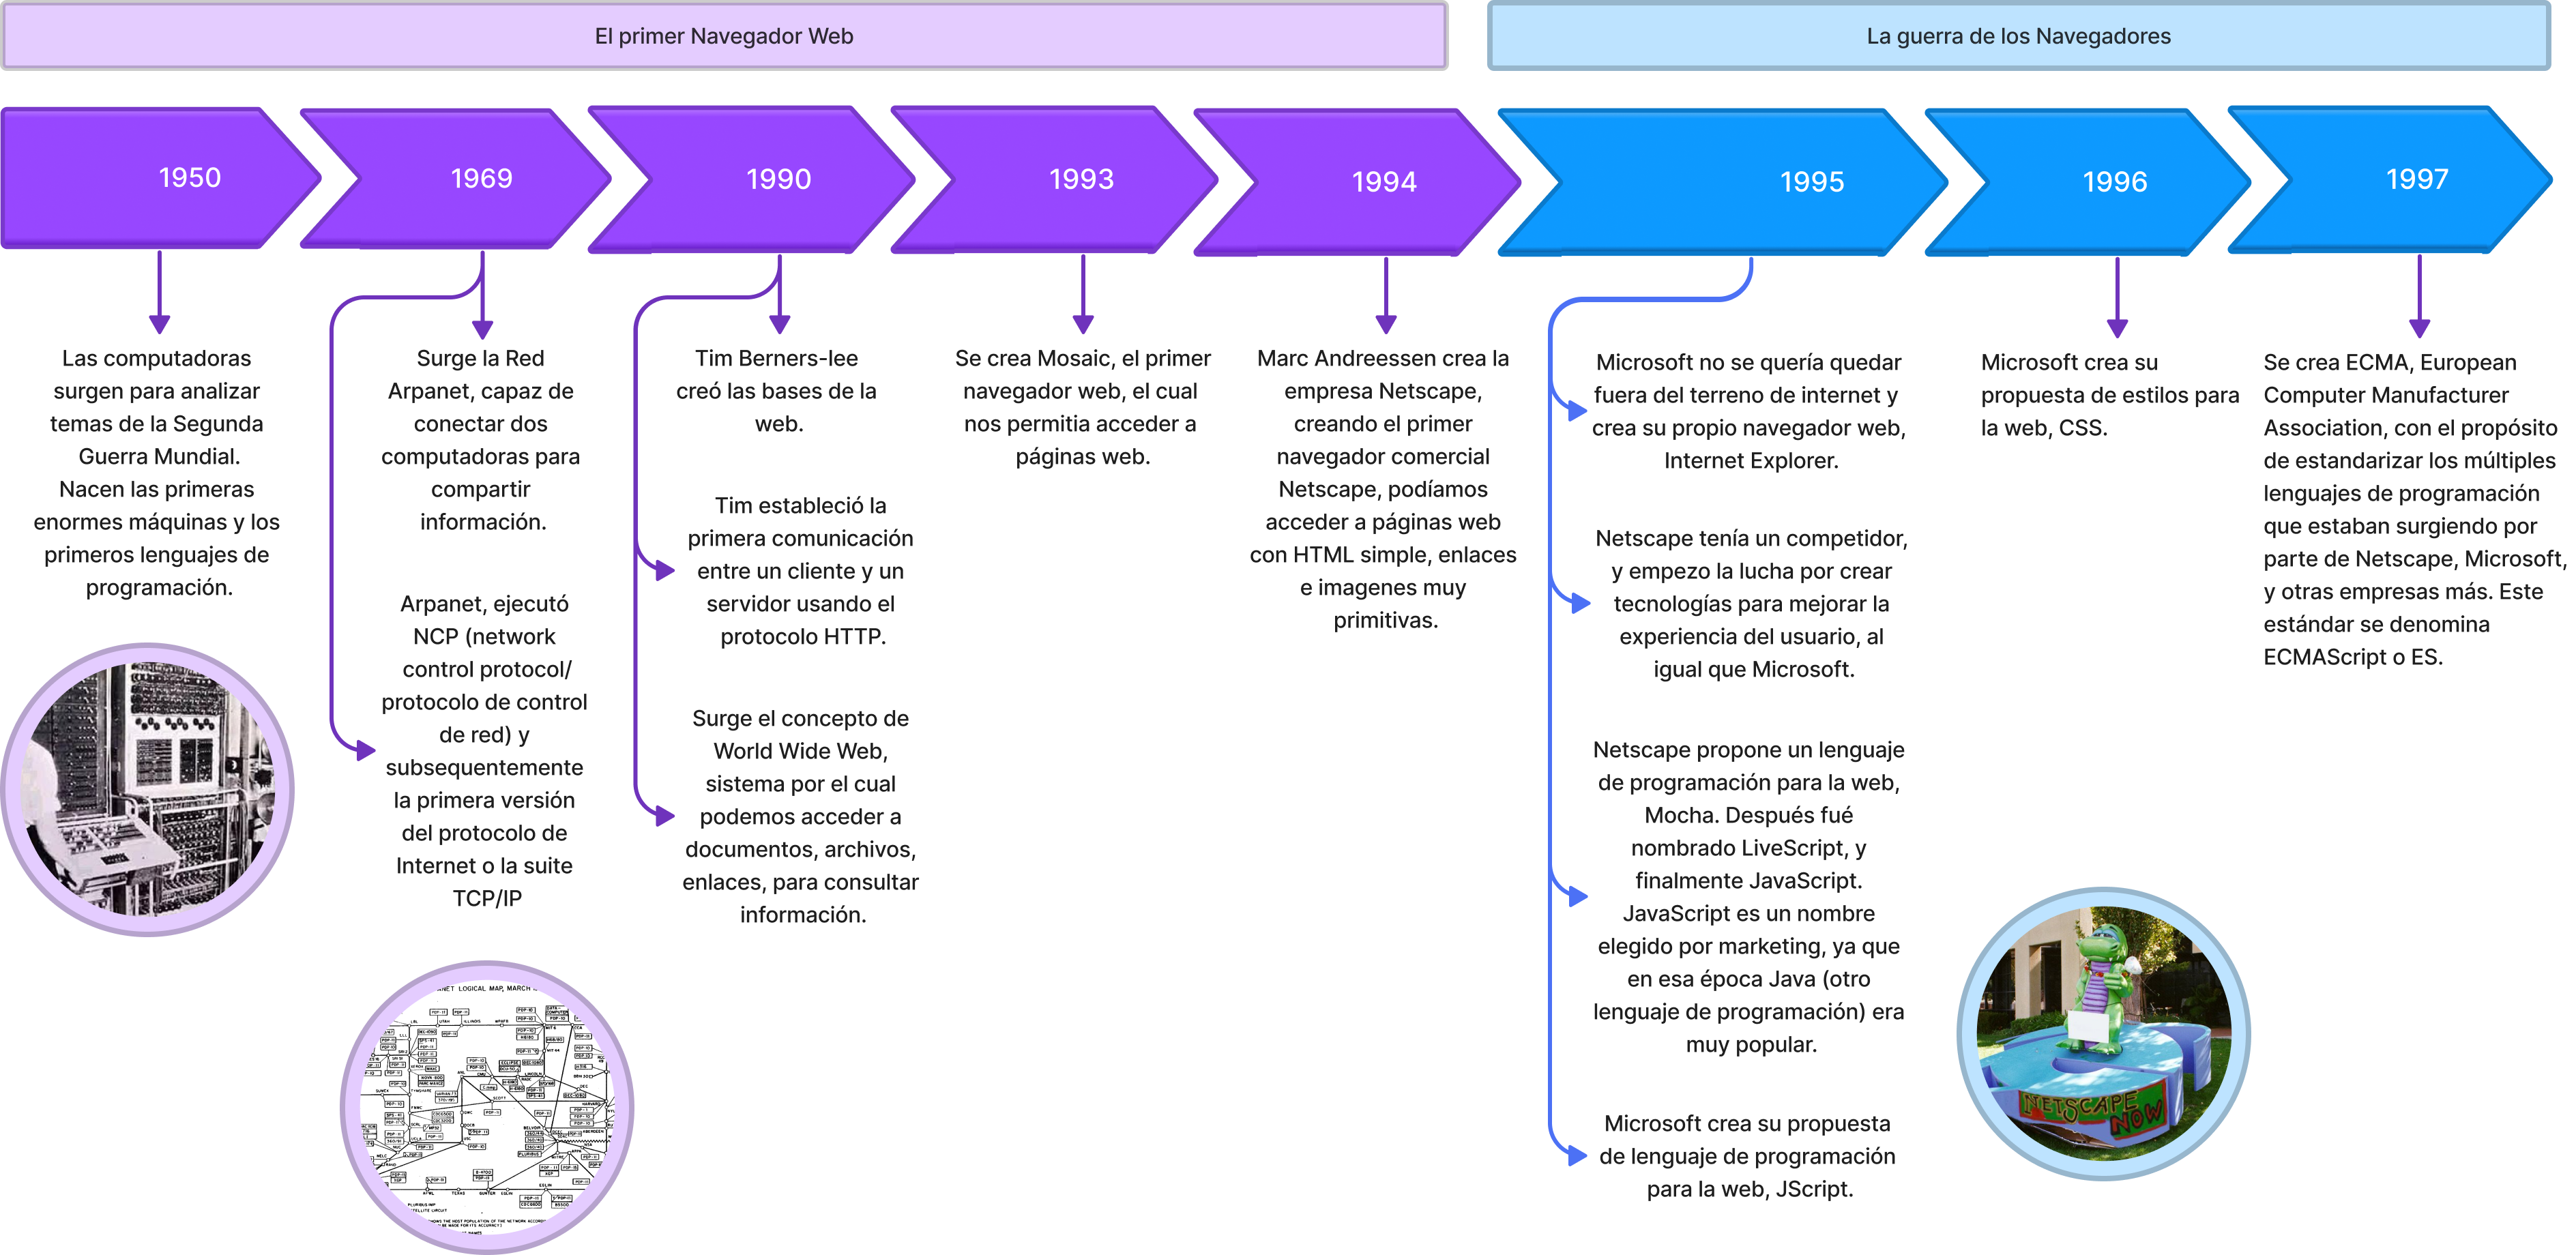 El primer Navegador Web
La guerra de los Navegadores
1950
1969
1990
1993
1994
1995
1996
1997
Las computadoras
surgen para analizar
temas de la Segunda
Guerra Mundial.
Nacen las primeras
enormes máquinas y los
primeros lenguajes de
programación.
Surge la Red
Arpanet, capaz de
conectar dos
computadoras para
compartir
información.
Arpanet, ejecutó
NCP (network
control protocol/
protocolo de control
de red) y
subsequentemente
la primera versión
del protocolo de
Internet o la suite
TCP/IP
LOGICAL MAP, MARCH
Tim Berners-lee
creó las bases de la
web.
Tim estableció la
primera comunicación
entre un cliente y un
servidor usando el
protocolo HTTP.
Surge el concepto de
World Wide Web,
sistema por el cual
podemos acceder a
documentos, archivos,
enlaces, para consultar
información.
Se crea Mosaic, el primer
navegador web, el cual
nos permitia acceder a
páginas web.
Marc Andreessen crea la
empresa Netscape,
creando el primer
navegador comercial
Netscape, podíamos
acceder a páginas web
con HTML simple, enlaces
e imagenes muy
primitivas.
Microsoft no se quería quedar
fuera del terreno de internet y
crea su propio navegador web,
Internet Explorer.
Netscape tenía un competidor,
y empezo la lucha por crear
tecnologías para mejorar la
experiencia del usuario, al
igual que Microsoft.
Netscape propone un lenguaje
de programación para la web,
Mocha. Después fué
nombrado LiveScript, y
finalmente JavaScript.
JavaScript es un nombre
elegido por marketing, ya que
en esa época Java (otro
lenguaje de programación) era
muy popular.
Microsoft crea su propuesta
de lenguaje de programación
para la web, JScript.
Microsoft crea su
propuesta de estilos para
la web, CSS.
NETSCAPE
NOW
Se crea ECMA, European
Computer Manufacturer
Association, con el propósito
de estandarizar los múltiples
lenguajes de programación
que estaban surgiendo por
parte de Netscape, Microsoft,
y otras empresas más. Este
estándar se denomina
ECMAScript o ES.